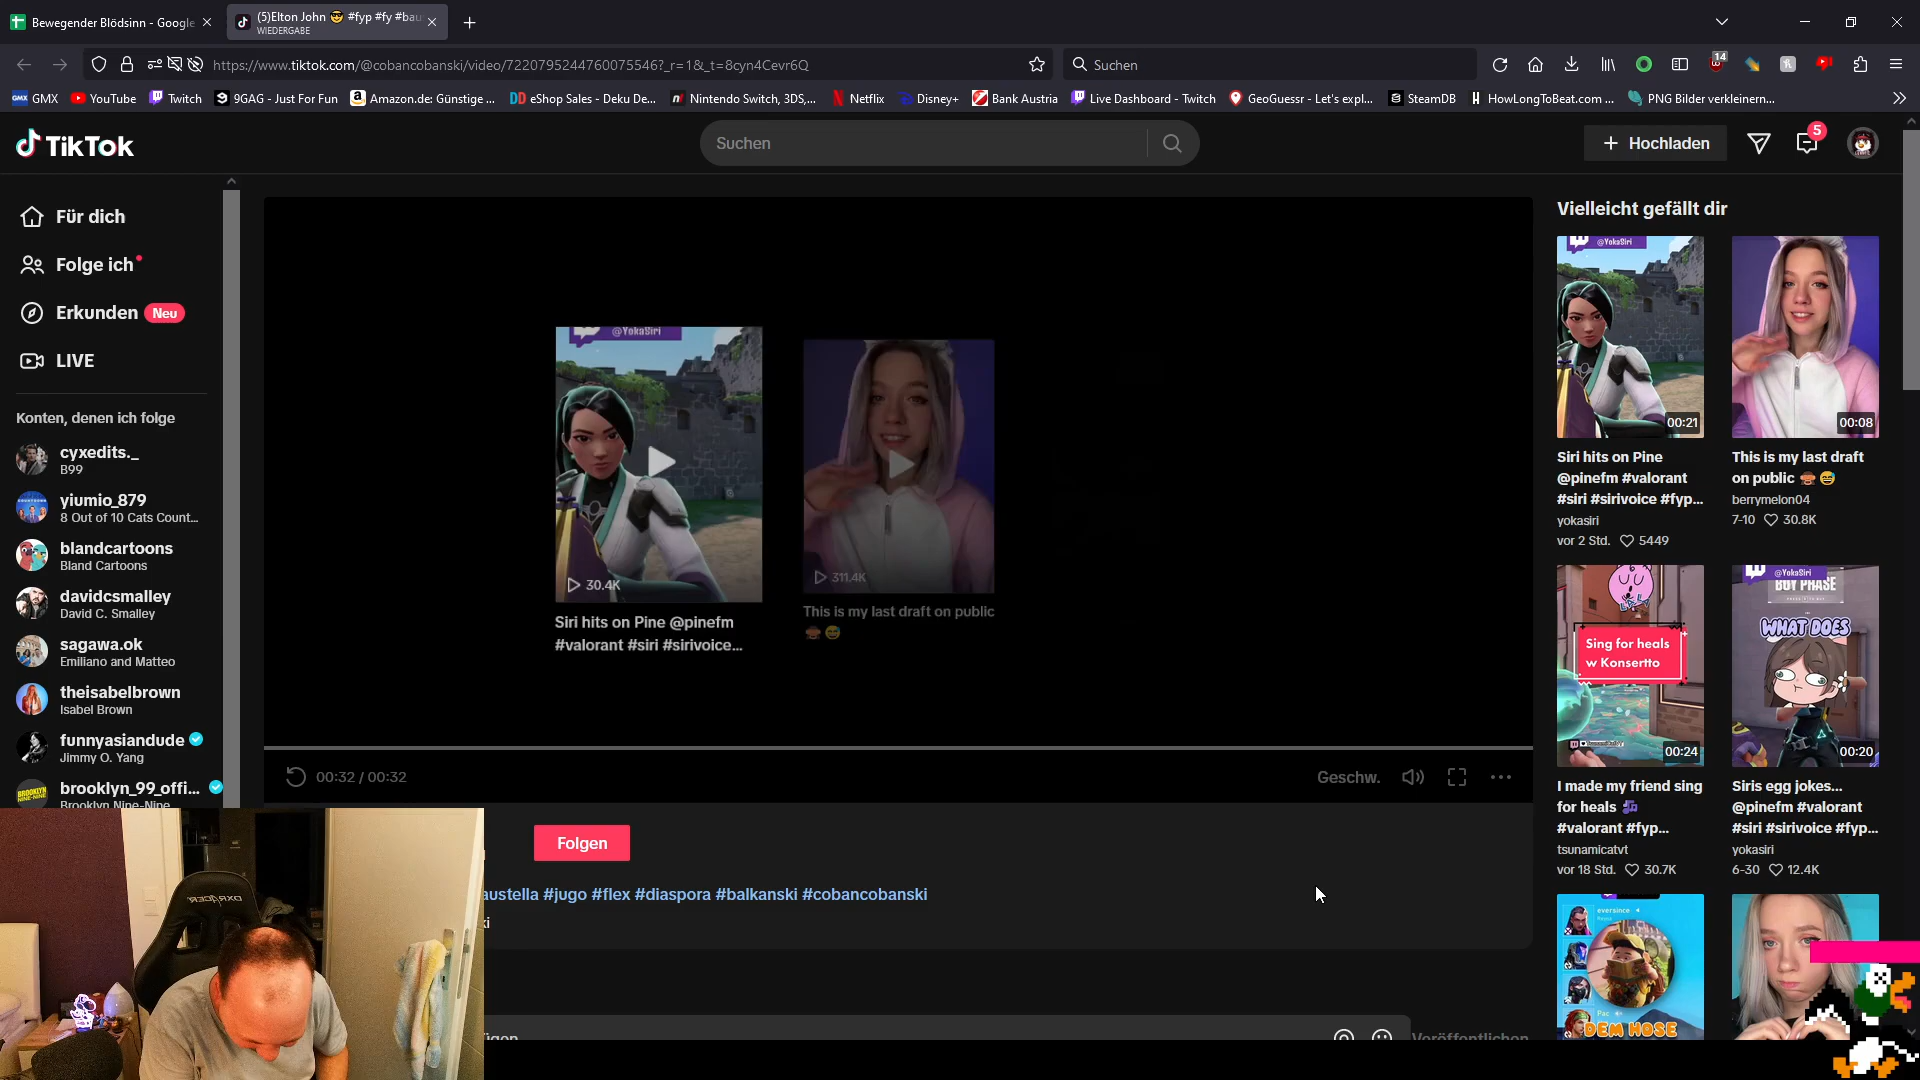 Bewegender Blödsinn - Google
(5)Elton John 😎 #fyp #fy #bau
WIEDERGABE
https://www.tiktok.com/@cobancobanski/video/7220795244760075546?_r=1&_t=8cyn4Cevr6Q
Suchen
14
GMX
YouTube
Twitch
9GAG - Just For Fun
Amazon.de: Günstige ...
eShop Sales - Deku De...
Nintendo Switch, 3DS,...
Netflix
Disney+
Bank Austria
Live Dashboard - Twitch
GeoGuessr - Let's expl...
SteamDB
HowLongToBeat.com ...
PNG Bilder verkleinern...
TikTok
Suchen
Hochladen
5
Für dich
Folge ich
Erkunden Neu
LIVE
Konten, denen ich folge
cyxedits._
B99
yiumio_879
8 Out of 10 Cats Count...
blandcartoons
Bland Cartoons
davidcsmalley
David C. Smalley
sagawa.ok
Emiliano and Matteo
theisabelbrown
Isabel Brown
funnyasiandude
Jimmy O. Yang
brooklyn_99_offi...
Brooklyn Nine-Nine
@YokaSiri
30.4K
Siri hits on Pine @pinefm
#valorant #siri #sirivoice...
311.4K
This is my last draft on public
🙈😅
00:32 / 00:32
Geschw.
Folgen
austella #jugo #flex #diaspora #balkanski #cobancobanski
ki
Veröffentlichen
DXRACER
Vielleicht gefällt dir
@YokaSiri
00:21
Siri hits on Pine
@pinefm #valorant
#siri #sirivoice #fyp...
yokasiri
vor 2 Std. 5449
00:08
This is my last draft
on public 🙈😅
berrymelon04
7-10 30.8K
Sing for heals
w Konsertto
00:24
I made my friend sing
for heals 🎶
#valorant #fyp...
tsunamicatvt
vor 18 Std. 30.7K
@YokaSiri
BOY PHASE
WHAT DOES
00:20
Siris egg jokes...
@pinefm #valorant
#siri #sirivoice #fyp...
yokasiri
6-30 12.4K
eversince
Pac
DEM HOSE